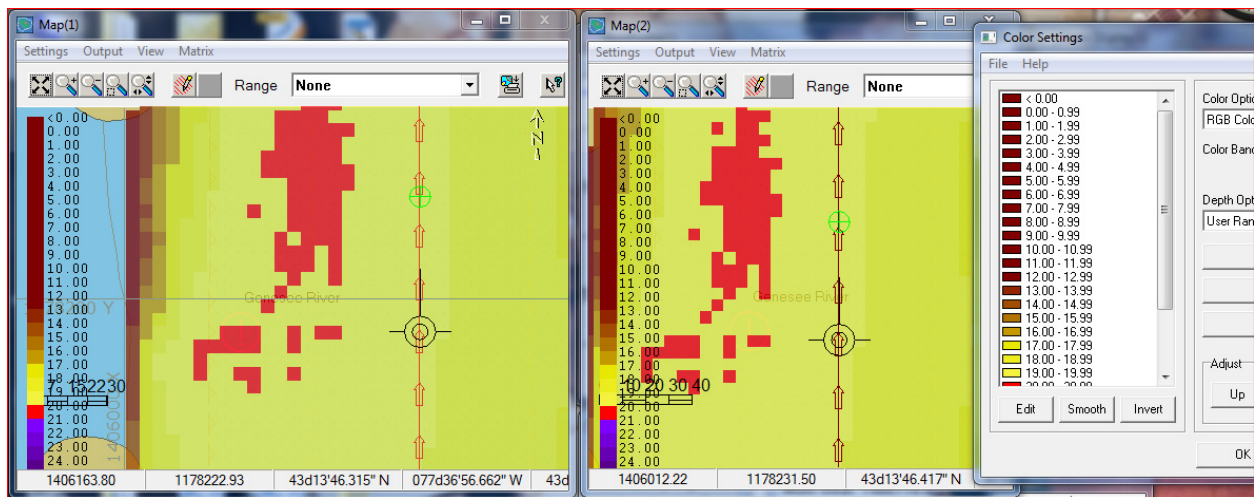 Map(1)
Settings Output View Matrix
Range None
<0.00
0.00
1.00
2.00
3.00
4.00
5.00
6.00
7.00
8.00
9.00
10.00
11.00
12.00
13.00
14.00
15.00
16.00
17.00
18.00
19.00
20.00
21.00
22.00
23.00
24.00
N
Genesee River
1406163.80 1178222.93 43d13'46.315" N 077d36'56.662" W 43d
Map(2)
Settings Output View Matrix
Range None
<0.00
0.00
1.00
2.00
3.00
4.00
5.00
6.00
7.00
8.00
9.00
10.00
11.00
12.00
13.00
14.00
15.00
16.00
17.00
18.00
20.00
21.00
22.00
23.00
24.00
Genesee River
10 20 30 40
1406012.22 1178231.50 43d13'46.417" N
Color Settings
File Help
< 0.00
0.00 - 0.99
1.00 - 1.99
2.00 - 2.99
3.00 - 3.99
4.00 - 4.99
5.00 - 5.99
6.00 - 6.99
7.00 - 7.99
8.00 - 8.99
9.00 - 9.99
10.00 - 10.99
11.00 - 11.99
12.00 - 12.99
13.00 - 13.99
14.00 - 14.99
15.00 - 15.99
16.00 - 16.99
17.00 - 17.99
18.00 - 18.99
19.00 - 19.99
Edit Smooth Invert
Color Optio
RGB Colo
Color Band
Depth Opt
User Ran
Adjust
Up
OK